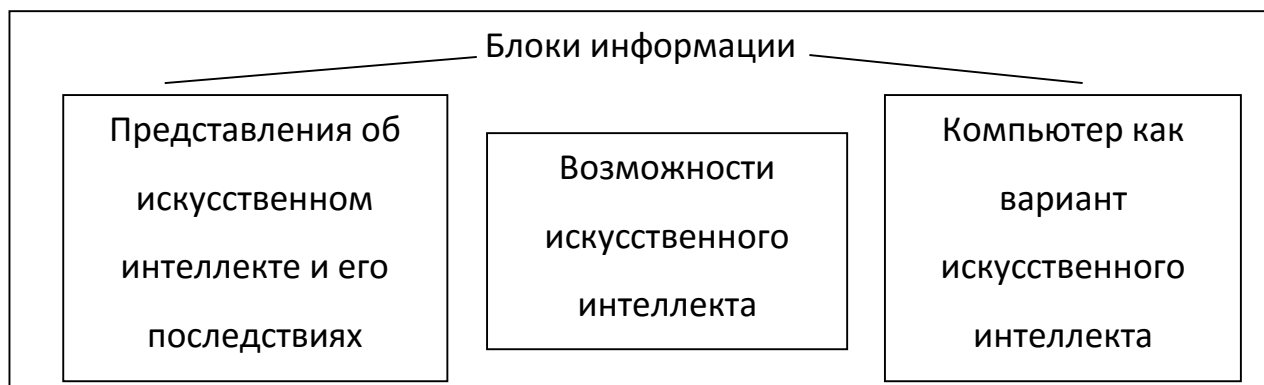 Блоки информации
Представления об
искусственном
интеллекте и его
последствиях
Возможности
искусственного
интеллекта
Компьютер как
вариант
искусственного
интеллекта